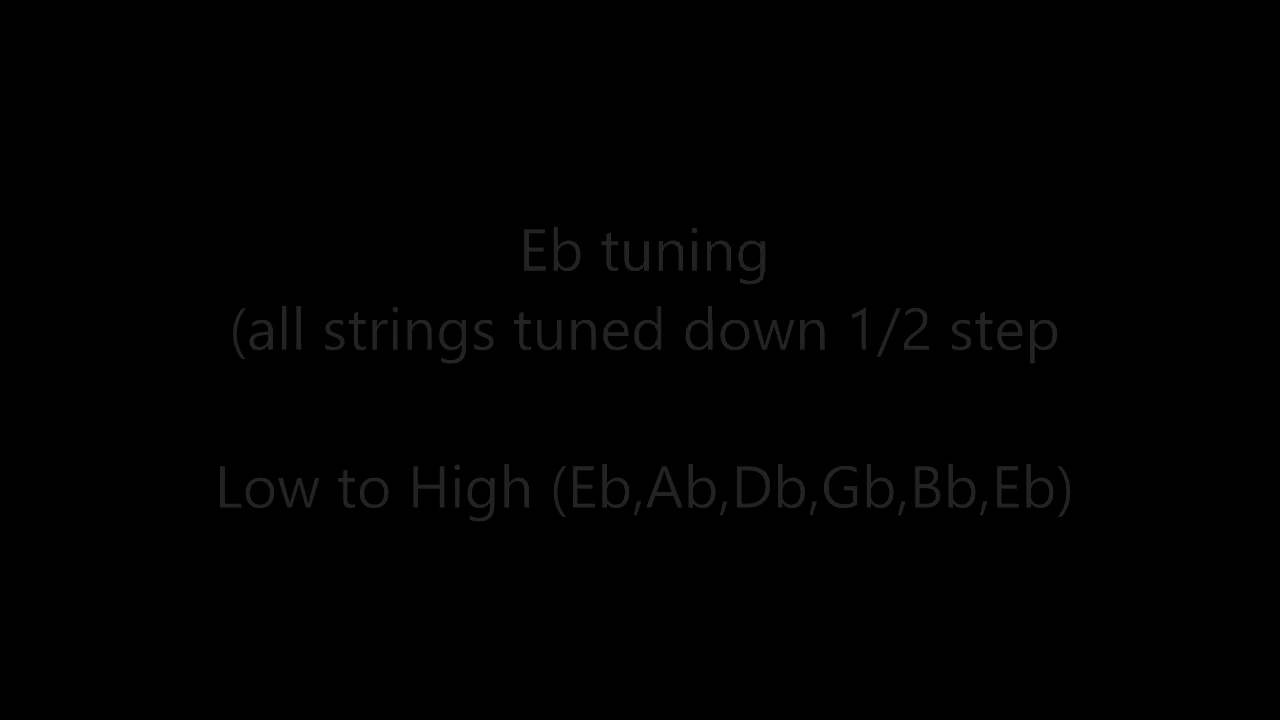 Eb tuning
(all strings tuned down 1/2 step
Low to High (Eb,Ab,Db,Gb,Bb,Eb)